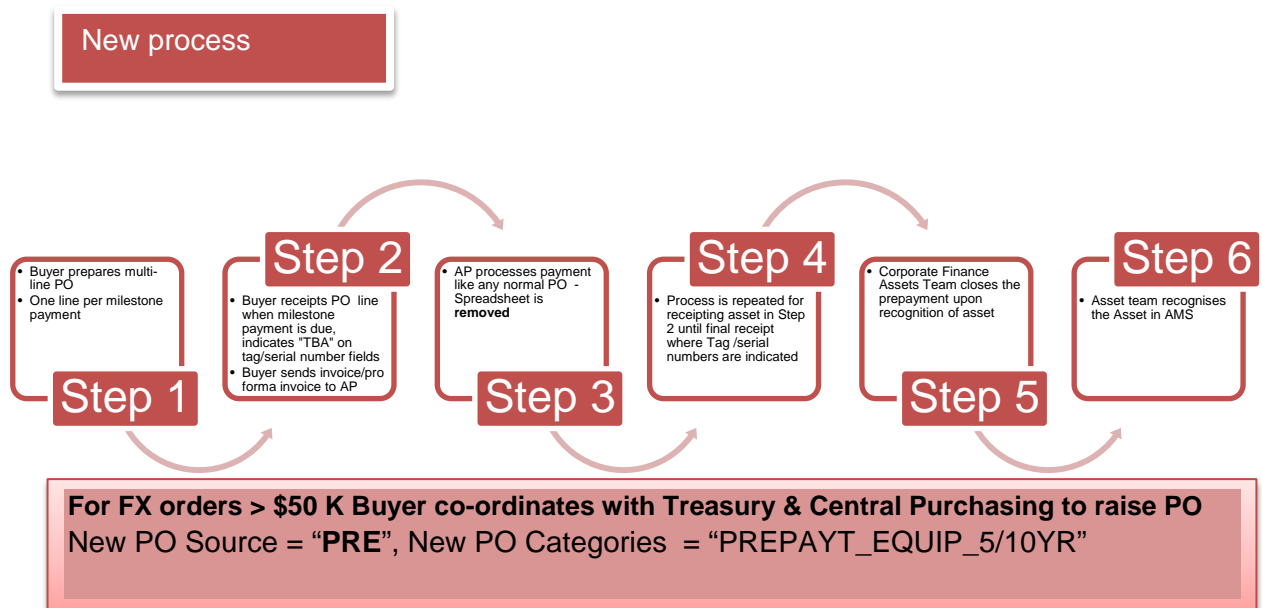 New process
• Buyer prepares multi-
line PO
• One line per milestone
payment
Step 1
Step 2
• Buyer receipts PO line
when milestone
payment is due,
indicates "TBA" on
tag/serial number fields
• Buyer sends invoice/pro
forma invoice to AP
• AP processes payment
like any normal PO -
Spreadsheet is
removed
Step 3
Step 4
• Process is repeated for
receipting asset in Step
2 until final receipt
where Tag /serial
numbers are indicated
• Corporate Finance
Assets Team closes the
prepayment upon
recognition of asset
Step 5
Step 6
• Asset team recognises
the Asset in AMS
For FX orders > $50 K Buyer co-ordinates with Treasury & Central Purchasing to raise PO
New PO Source = “PRE”, New PO Categories = “PREPAYT_EQUIP_5/10YR”